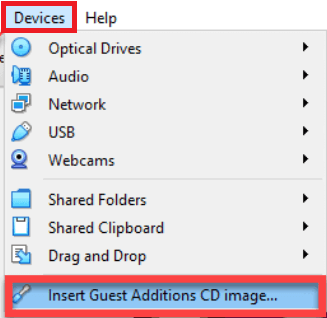 Devices Help
Optical Drives
Audio
Network
USB
Webcams
Shared Folders
Shared Clipboard
Drag and Drop
Insert Guest Additions CD image...